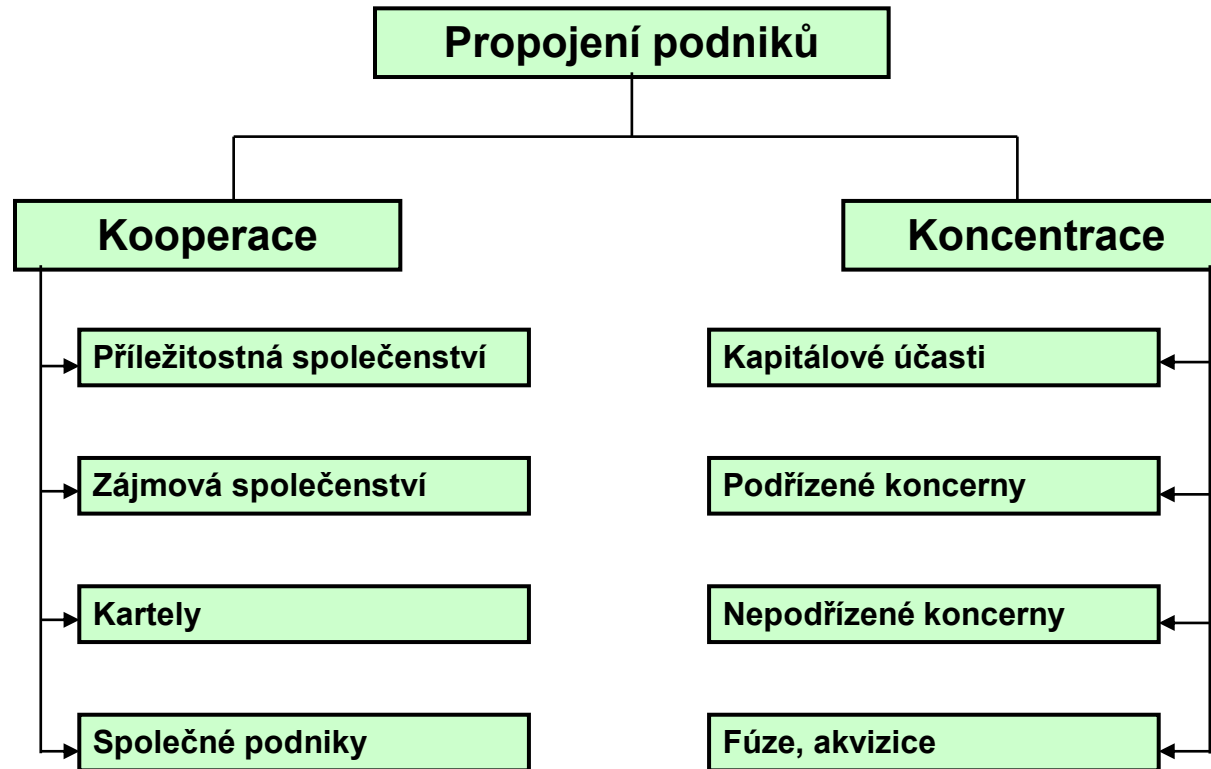 Propojení podniků
Kooperace
Koncentrace
Příležitostná společenství
Kapitálové účasti
Zájmová společenství
Podřízené koncerny
Kartely
Nepodřízené koncerny
Společné podniky
Fúze, akvizice